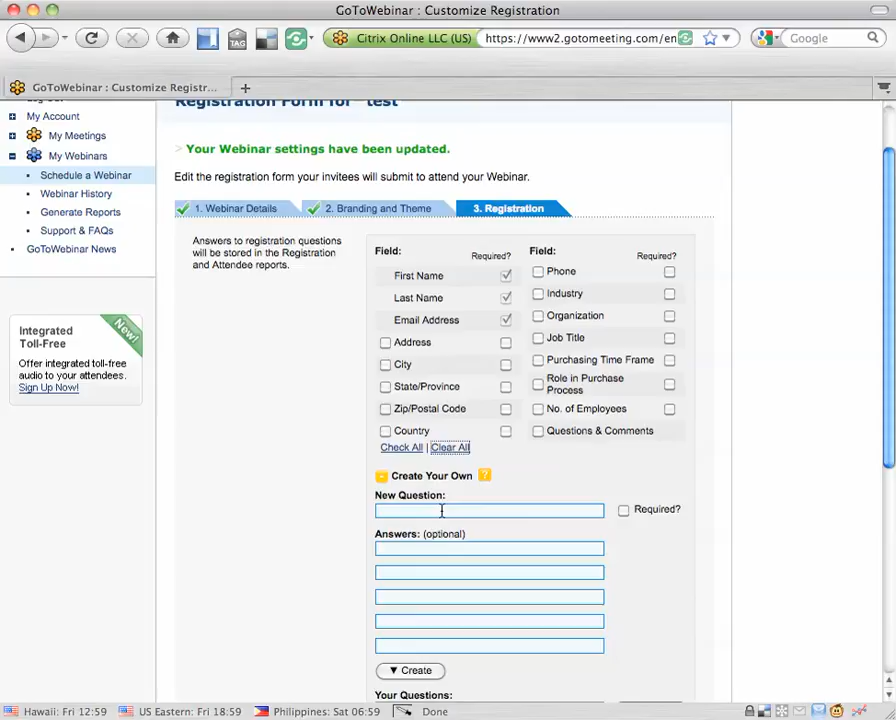 GoToWebinar : Customize Registration
TAG
Citrix Online LLC (US)
https://www2.gotomeeting.com/en
Google
GoToWebinar : Customize Registr...
My Account
My Meetings
My Webinars
Schedule a Webinar
Webinar History
Generate Reports
Support & FAQs
GoToWebinar News
Integrated
Toll-Free
New!
Offer integrated toll-free
audio to your attendees.
Sign Up Now!
Registration Form for "test"
> Your Webinar settings have been updated.
Edit the registration form your invitees will submit to attend your Webinar.
1. Webinar Details
2. Branding and Theme
3. Registration
Answers to registration questions
will be stored in the Registration
and Attendee reports.
Field:
Required?
First Name
Last Name
Email Address
Address
City
State/Province
Zip/Postal Code
Country
Check All | Clear All
Field:
Required?
Phone
Industry
Organization
Job Title
Purchasing Time Frame
Role in Purchase
Process
No. of Employees
Questions & Comments
Create Your Own ?
New Question:
Required?
Answers: (optional)
▼ Create
Your Questions:
Hawaii: Fri 12:59
US Eastern: Fri 18:59
Philippines: Sat 06:59
Done